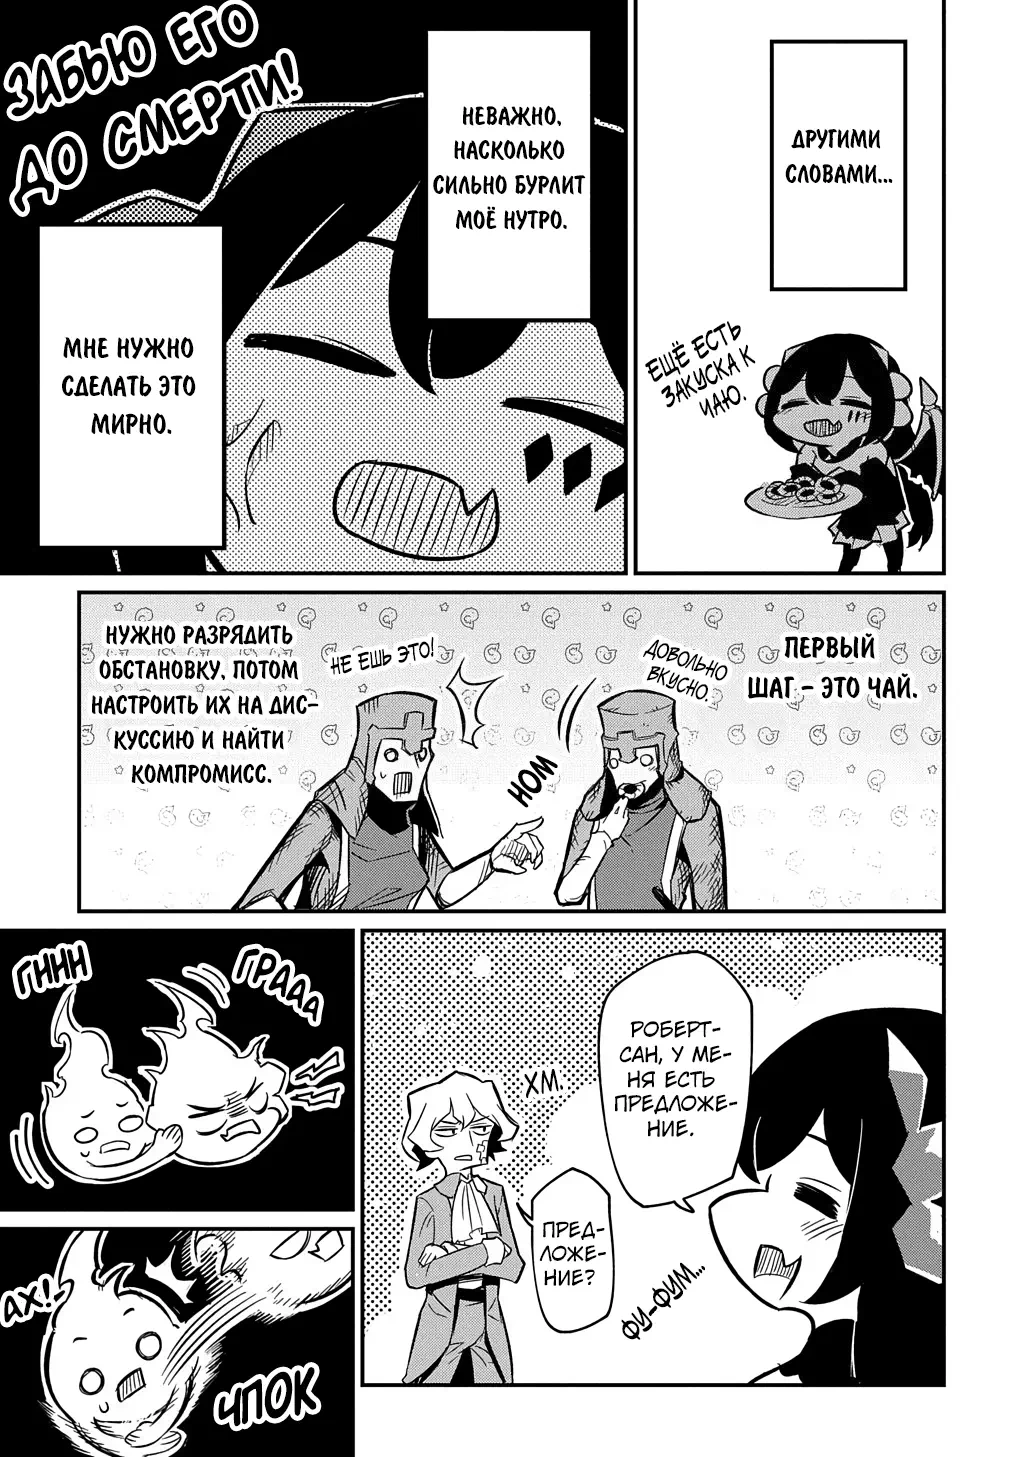 ДРУГИМИ
СЛОВАМИ...
ЕЩЁ ЕСТЬ
ЗАКУСКА К
ЧАЮ.
НЕВАЖНО,
НАСКОЛЬКО
СИЛЬНО БУРЛИТ
МОЁ НУТРО.
ЗАБЬЮ ЕГО
ДО СМЕРТИ!
МНЕ НУЖНО
СДЕЛАТЬ ЭТО
МИРНО.
ПЕРВЫЙ
ШАГ – ЭТО ЧАЙ.
ДОВОЛЬНО
ВКУСНО.
НОМ
НЕ ЕШЬ ЭТО!
НУЖНО РАЗРЯДИТЬ
ОБСТАНОВКУ, ПОТОМ
НАСТРОИТЬ ИХ НА ДИС-
КУССИЮ И НАЙТИ
КОМПРОМИСС.
РОБЕРТ-
САН, У МЕ-
НЯ ЕСТЬ
ПРЕДЛОЖЕ-
НИЕ.
ФУ-ФУМ...
ХМ.
ПРЕД-
ЛОЖЕ-
НИЕ?
ГРААА
ГННН
АХ!
ЧПОК